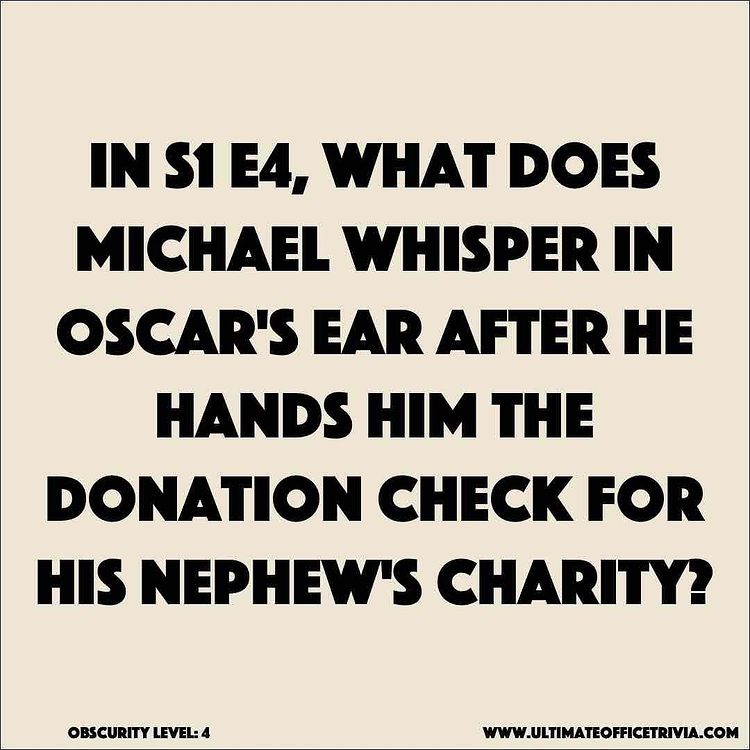 IN S1 E4, WHAT DOES
MICHAEL WHISPER IN
OSCAR'S EAR AFTER HE
HANDS HIM THE
DONATION CHECK FOR
HIS NEPHEW'S CHARITY?
OBSCURITY LEVEL: 4
WWW.ULTIMATEOFFICETRIVIA.COM